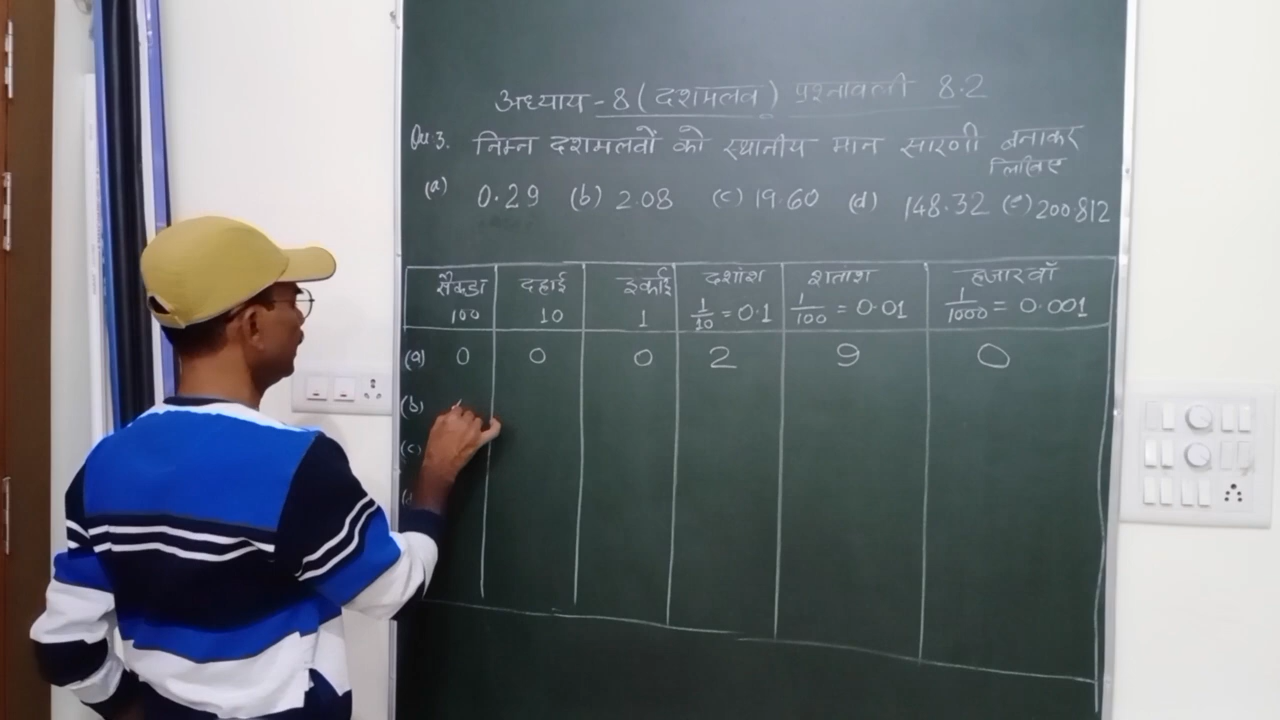 अध्याय - 8 ( दशमलव ) प्रश्नावली 8.2
Qu.3. निम्न दशमलवों को स्थानीय मान सारणी बनाकर
लिखिए
(a) 0.29 (b) 2.08 (c) 19.60 (d) 148.32 (e) 200.812
सैकडा दहाई इकाई दशांश शतांश हजारवाँ
100 10 1 1/10 = 0.1 1/100 = 0.01 1/1000 = 0.001
(a) 0 0 0 2 9 0
(b)
(c)